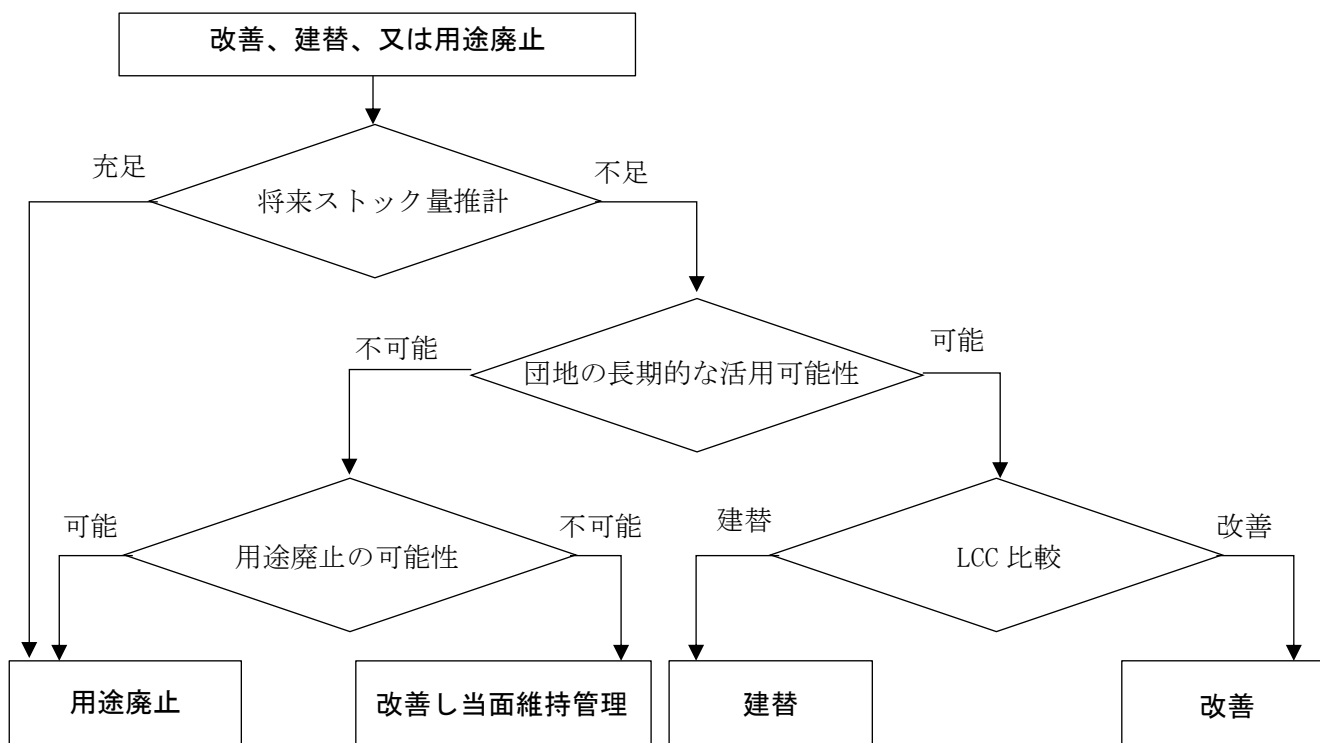 改善、建替、又は用途廃止
充足
不足
将来ストック量推計
不可能
可能
団地の長期的な活用可能性
可能
不可能
建替
改善
用途廃止の可能性
LCC 比較
用途廃止
改善し当面維持管理
建替
改善